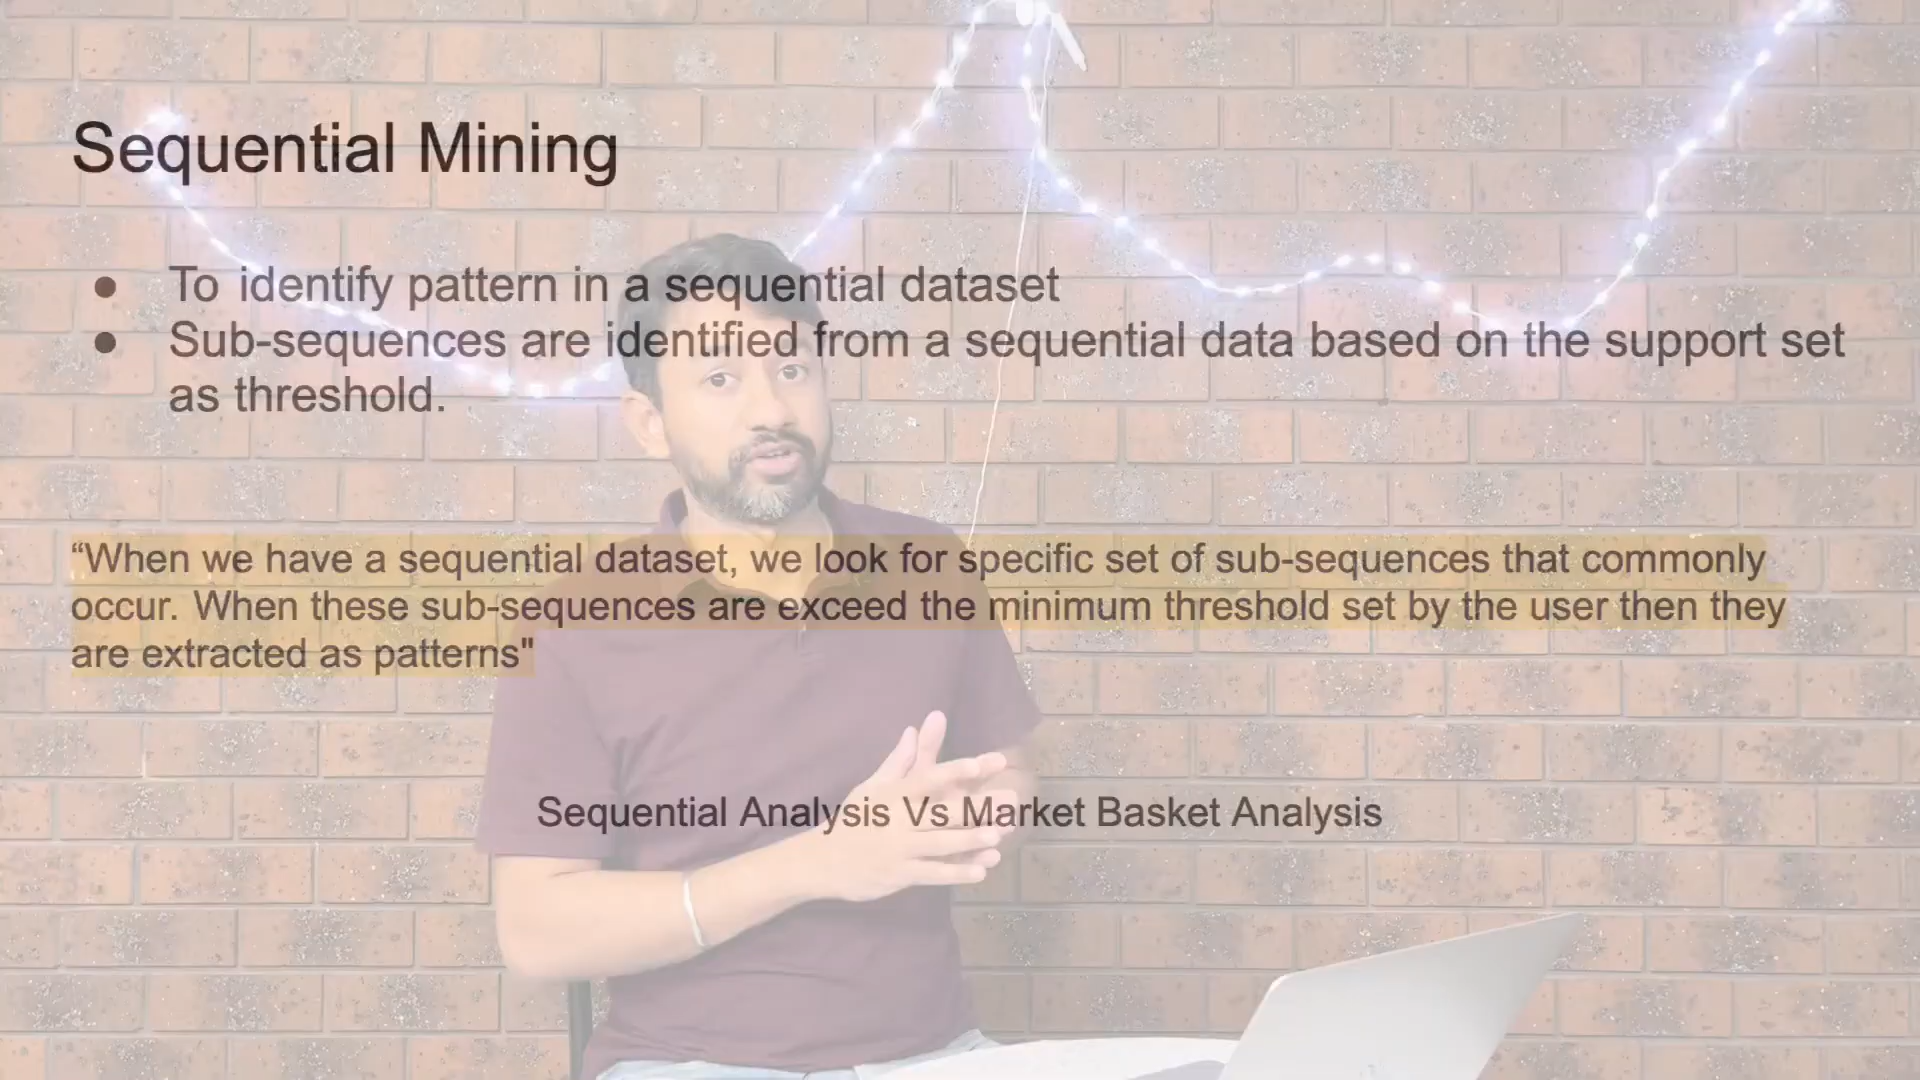 Sequential Mining
● To identify pattern in a sequential dataset
● Sub-sequences are identified from a sequential data based on the support set
as threshold.
“When we have a sequential dataset, we look for specific set of sub-sequences that commonly
occur. When these sub-sequences are exceed the minimum threshold set by the user then they
are extracted as patterns"
Sequential Analysis Vs Market Basket Analysis